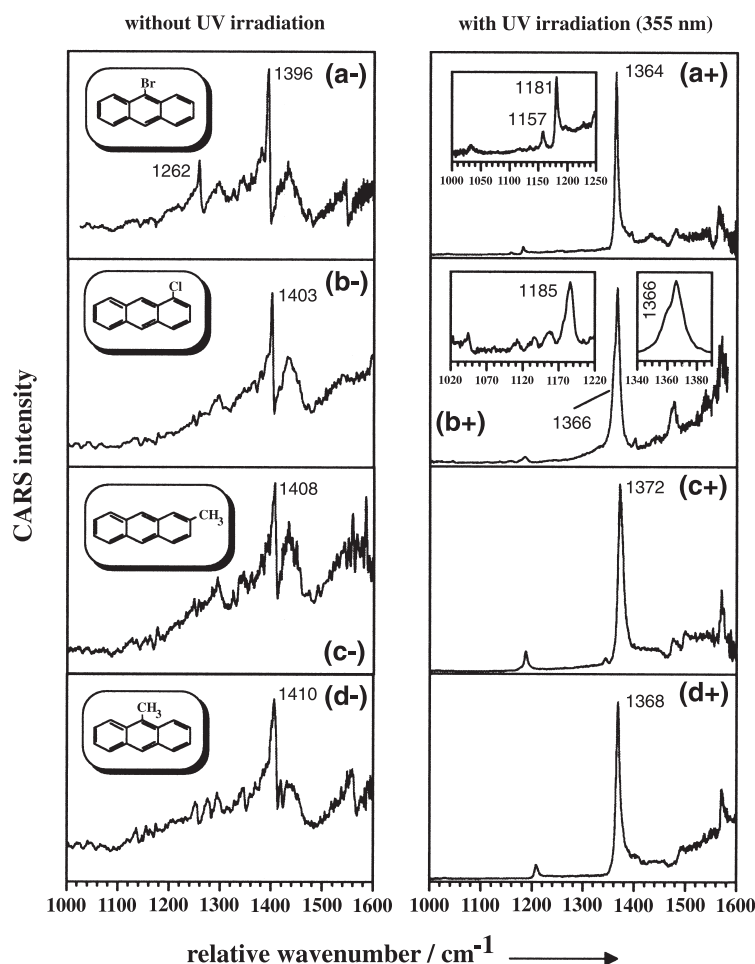 without UV irradiation
with UV irradiation (355 nm)
Br
(a-)
1396
1262
1364
(a+)
1181
1157
1000 1050 1100 1150 1200 1250
Cl
(b-)
1403
1185
1366
1020 1070 1120 1170 1220
1340 1360 1380
(b+)
1366
CH3
1408
(c-)
1372
(c+)
CH3
(d-)
1410
1368
(d+)
CARS intensity
1000 1100 1200 1300 1400 1500 1600
1000 1100 1200 1300 1400 1500 1600
relative wavenumber / cm-1